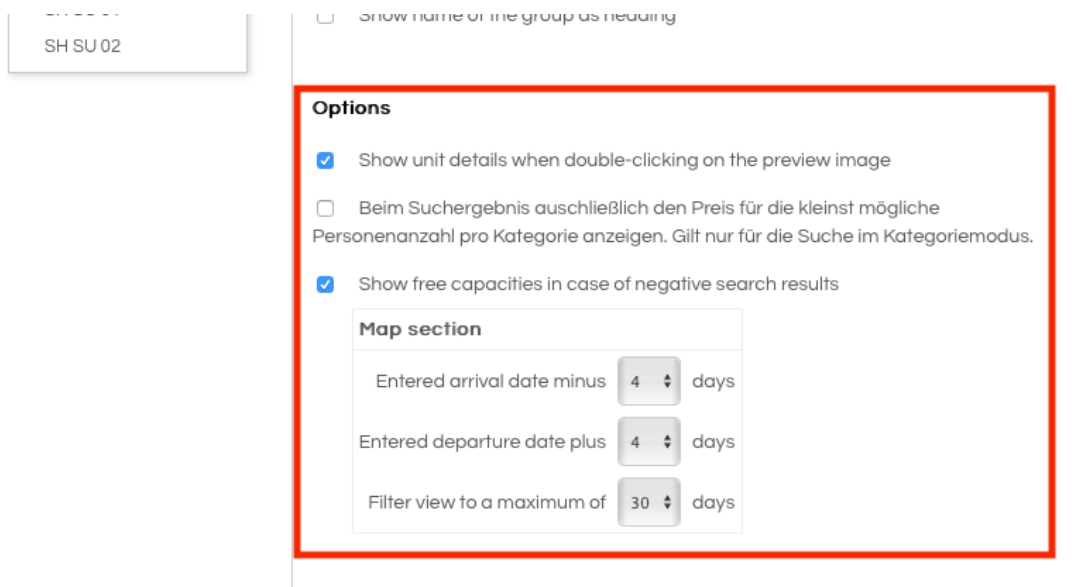 SH SU 02
Show name of the group as heading
Options
Show unit details when double-clicking on the preview image
Beim Suchergebnis auschließlich den Preis für die kleinst mögliche
Personenanzahl pro Kategorie anzeigen. Gilt nur für die Suche im Kategoriemodus.
Show free capacities in case of negative search results
Map section
Entered arrival date minus 4 days
Entered departure date plus 4 days
Filter view to a maximum of 30 days